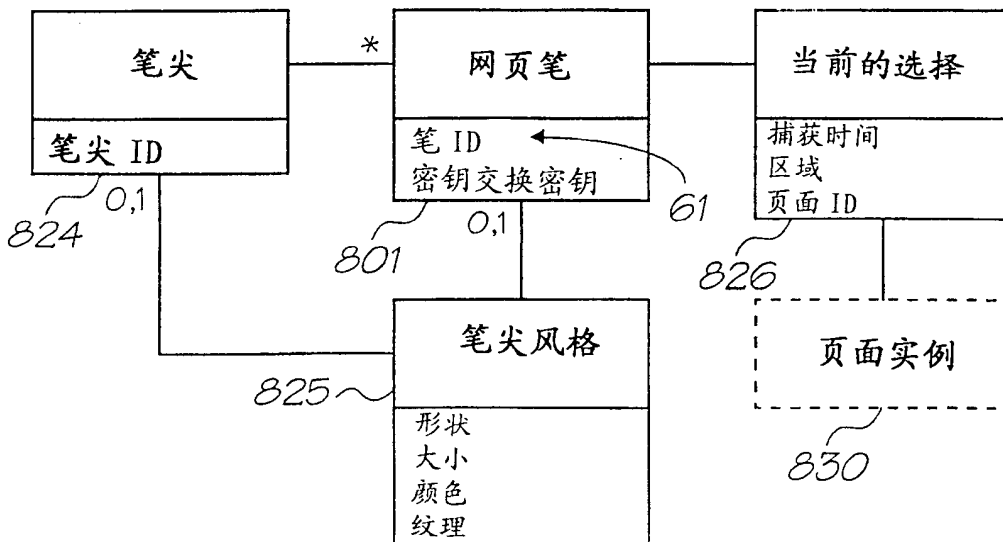 笔尖
笔尖 ID
824
0,1
*
网页笔
笔 ID
密钥交换密钥
801
0,1
61
当前的选择
捕获时间
区域
页面 ID
826
笔尖风格
825
形状
大小
颜色
纹理
页面实例
830